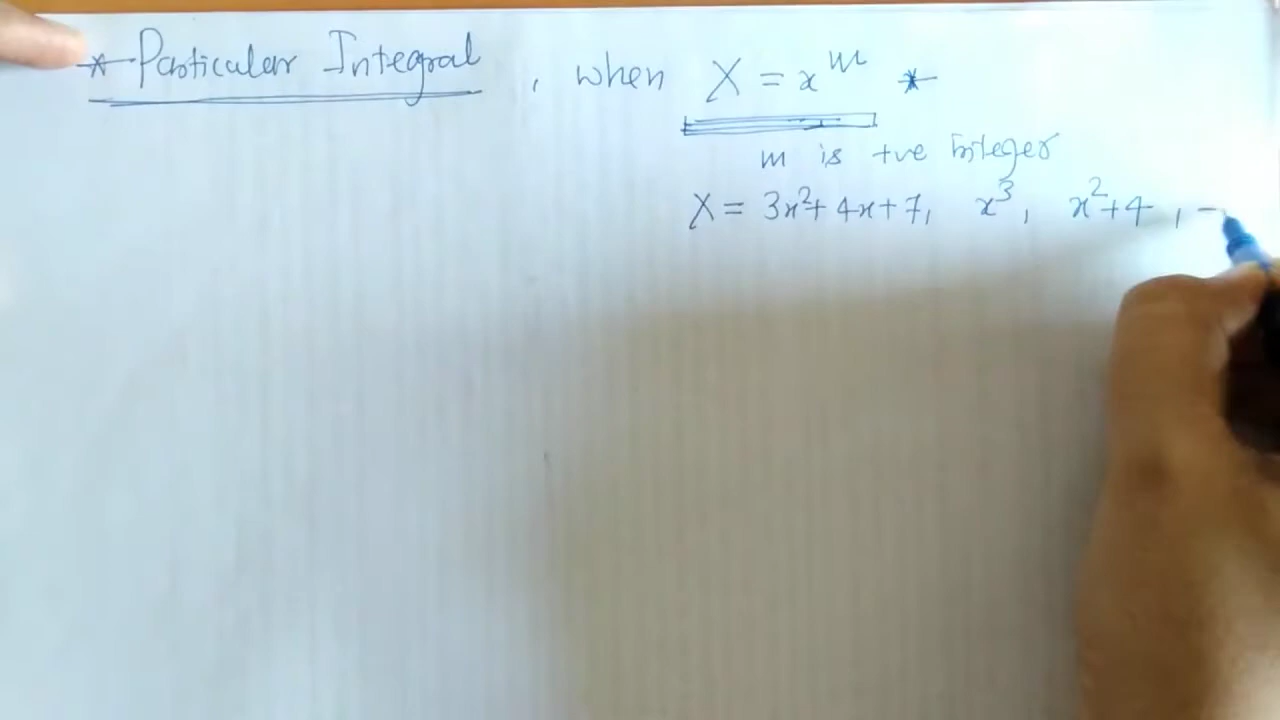 * Particular Integral , when X = x^m *
m is +ve Integer
X = 3x²+ 4x + 7, x³, x²+4 , -